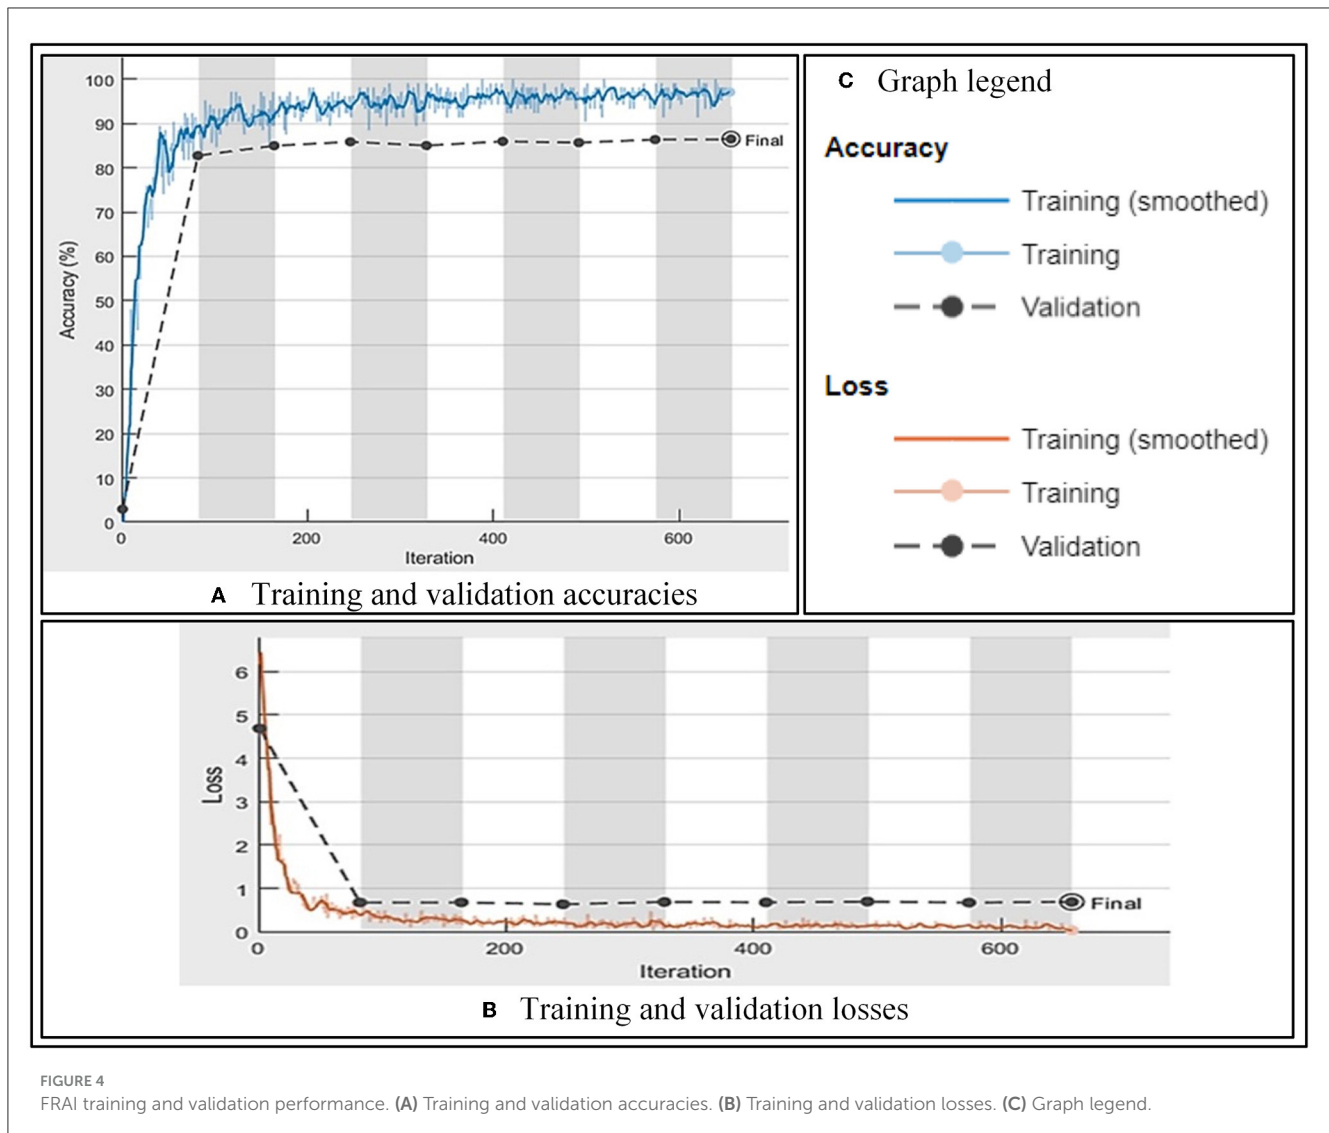 100
90
80
70
60
50
40
30
20
10
0
Accuracy (%)
Final
0 200 400 600
Iteration
A Training and validation accuracies
C Graph legend
Accuracy
Training (smoothed)
Training
Validation
Loss
Training (smoothed)
Training
Validation
6
5
4
3
2
1
0
Loss
Final
0 200 400 600
Iteration
B Training and validation losses
FIGURE 4
FRAI training and validation performance. (A) Training and validation accuracies. (B) Training and validation losses. (C) Graph legend.